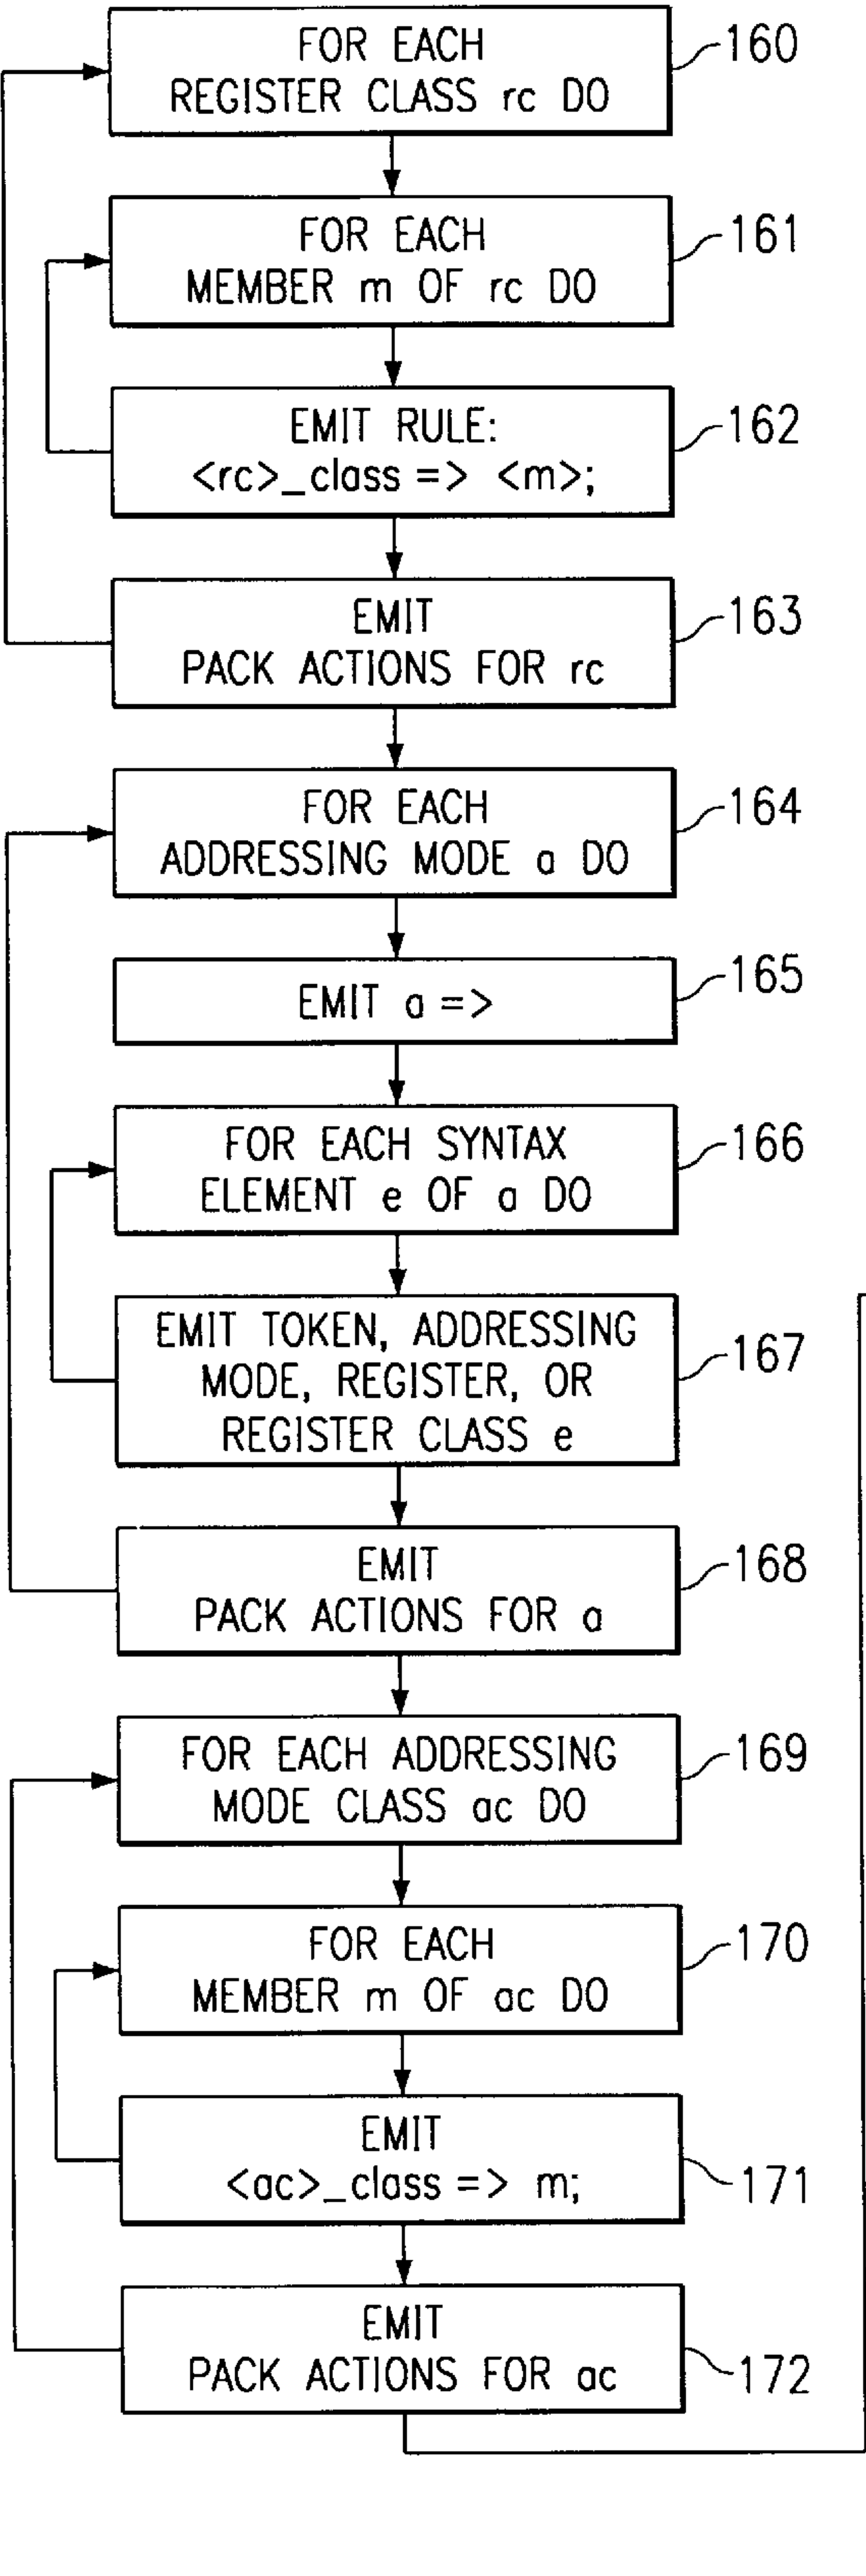 FOR EACH
REGISTER CLASS rc DO
160
FOR EACH
MEMBER m OF rc DO
161
EMIT RULE:
<rc>_class => <m>;
162
EMIT
PACK ACTIONS FOR rc
163
FOR EACH
ADDRESSING MODE a DO
164
EMIT a =>
165
FOR EACH SYNTAX
ELEMENT e OF a DO
166
EMIT TOKEN, ADDRESSING
MODE, REGISTER, OR
REGISTER CLASS e
167
EMIT
PACK ACTIONS FOR a
168
FOR EACH ADDRESSING
MODE CLASS ac DO
169
FOR EACH
MEMBER m OF ac DO
170
EMIT
<ac>_class => m;
171
EMIT
PACK ACTIONS FOR ac
172